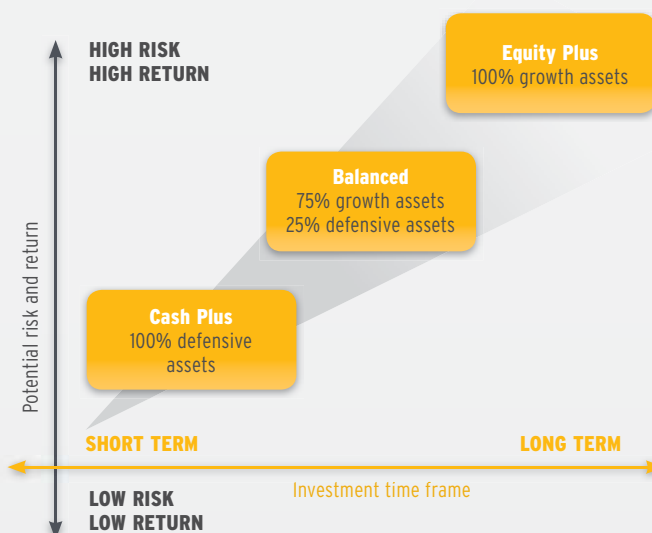 HIGH RISK
HIGH RETURN
Equity Plus
100% growth assets
Balanced
75% growth assets
25% defensive assets
Cash Plus
100% defensive
assets
Potential risk and return
SHORT TERM
LONG TERM
Investment time frame
LOW RISK
LOW RETURN